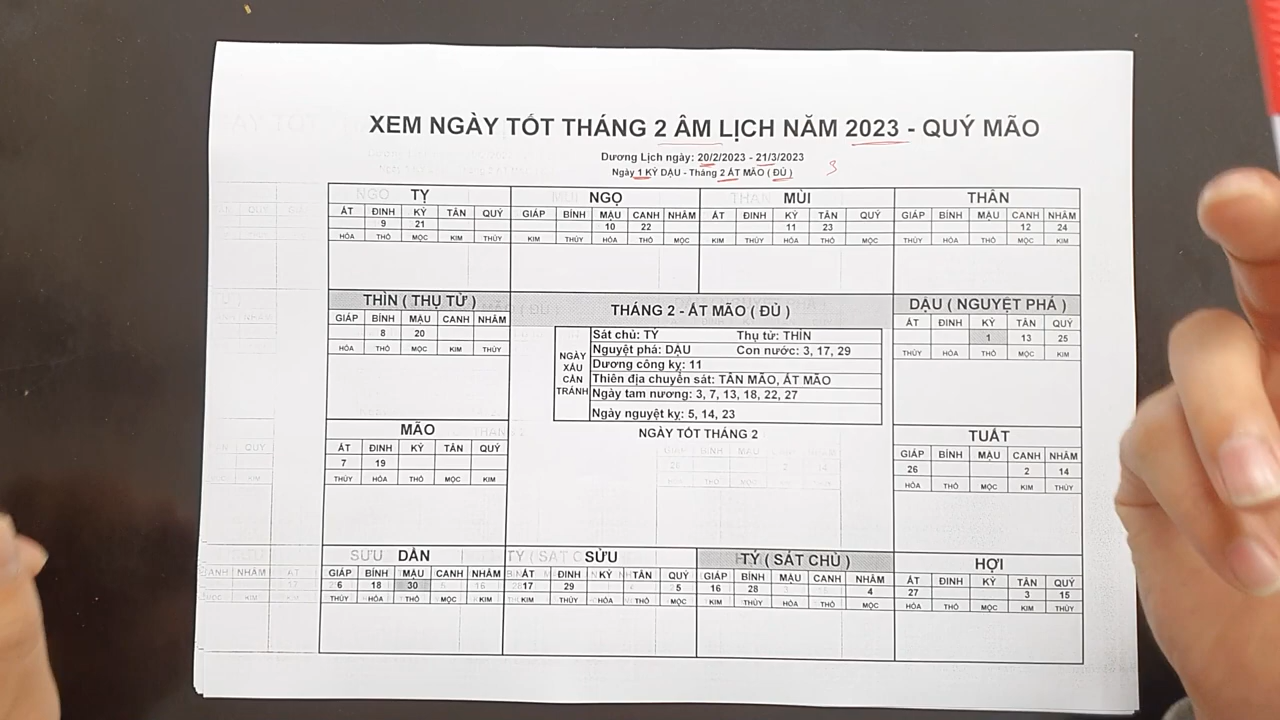 XEM NGÀY TỐT THÁNG 2 ÂM LỊCH NĂM 2023 - QUÝ MÃO
Dương Lịch ngày: 20/2/2023 - 21/3/2023
3
Ngày 1 KỶ DẬU - Tháng 2 ẤT MÃO ( ĐỦ )
TỴ NGỌ MÙI THÂN
ẤT ĐINH KỶ TÂN QUÝ GIÁP BÍNH MẬU CANH NHÂM ẤT ĐINH KỶ TÂN QUÝ GIÁP BÍNH MẬU CANH NHÂM
9 21 10 22 11 23 12 24
HỎA THỔ MỘC KIM THỦY KIM THỦY HỎA THỔ MỘC KIM THỦY HỎA THỔ MỘC THỦY HỎA THỔ MỘC KIM
THÌN ( THỤ TỬ )
GIÁP BÍNH MẬU CANH NHÂM
8 20
HỎA THỔ MỘC KIM THỦY
THÁNG 2 - ẤT MÃO ( ĐỦ )
NGÀY XẤU CẦN TRÁNH
Sát chủ: TÝ Thụ tử: THÌN
Nguyệt phá: DẬU Con nước: 3, 17, 29
Dương công kỵ: 11
Thiên địa chuyển sát: TÂN MÃO, ẤT MÃO
Ngày tam nương: 3, 7, 13, 18, 22, 27
Ngày nguyệt kỵ: 5, 14, 23
NGÀY TỐT THÁNG 2
DẬU ( NGUYỆT PHÁ )
ẤT ĐINH KỶ TÂN QUÝ
1 13 25
THỦY HỎA THỔ MỘC KIM
MÃO
ẤT ĐINH KỶ TÂN QUÝ
7 19
THỦY HỎA THỔ MỘC KIM
TUẤT
GIÁP BÍNH MẬU CANH NHÂM
26 2 14
HỎA THỔ MỘC KIM THỦY
DẦN SỬU TÝ ( SÁT CHỦ ) HỢI
GIÁP BÍNH MẬU CANH NHÂM ẤT ĐINH KỶ TÂN QUÝ GIÁP BÍNH MẬU CANH NHÂM ẤT ĐINH KỶ TÂN QUÝ
6 18 30 17 29 5 16 28 4 27 3 15
THỦY HỎA THỔ MỘC KIM KIM THỦY HỎA THỔ MỘC KIM THỦY HỎA THỔ MỘC HỎA THỔ MỘC KIM THỦY